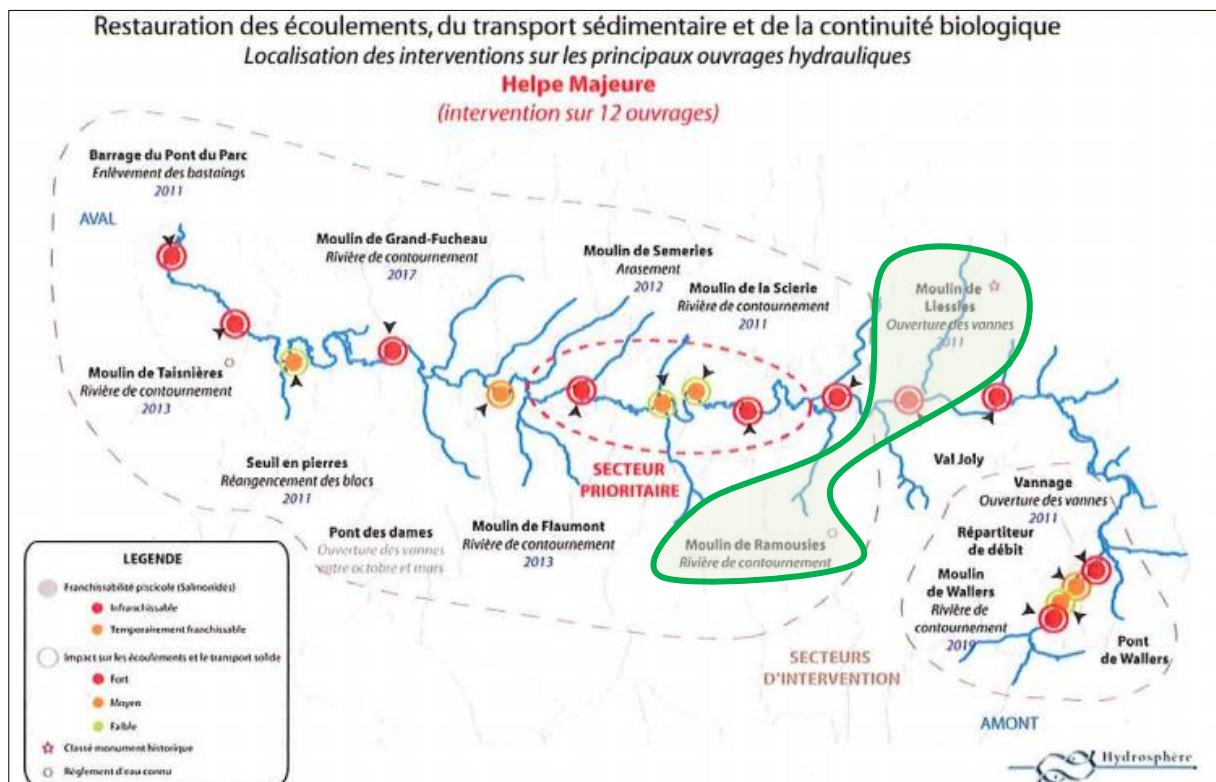 Restauration des écoulements, du transport sédimentaire et de la continuité biologique
Localisation des interventions sur les principaux ouvrages hydrauliques
Helpe Majeure
(intervention sur 12 ouvrages)
Barrage du Pont du Parc
Enlèvement des bastaings
2011
AVAL
Moulin de Grand-Fucheau
Rivière de contournement
2017
Moulin de Semeries
Arasement
2012
Moulin de la Scierie
Rivière de contournement
2011
Moulin de
Liessies
Ouverture des vannes
2011
Moulin de Taisnières
Rivière de contournement
2013
Seuil en pierres
Réangencement des blocs
2011
Pont des dames
Ouverture des vannes
entre octobre et mars
Moulin de Flaumont
Rivière de contournement
2013
SECTEUR
PRIORITAIRE
Moulin de Ramousies
Rivière de contournement
Val Joly
Vannage
Ouverture des vannes
2011
Répartiteur
de débit
Moulin
de Wallers
Rivière de
contournement
2019
Pont
de Wallers
SECTEURS
D'INTERVENTION
AMONT
LEGENDE
Franchissabilité piscicole (Salmonidés)
Infranchissable
Temporairement franchissable
Impact sur les écoulements et le transport solide
Fort
Moyen
Faible
Classé monument historique
Règlement d'eau connu
Hydrosphère